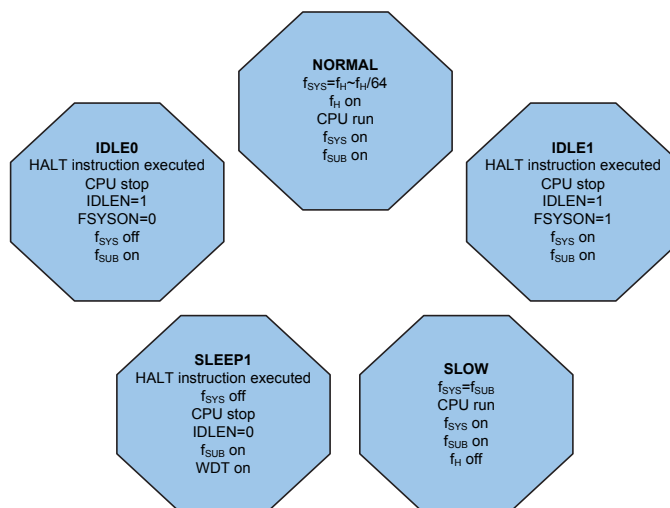 NORMAL
fSYS=fH~fH/64
fH on
CPU run
fSYS on
fSUB on
IDLE0
HALT instruction executed
CPU stop
IDLEN=1
FSYSON=0
fSYS off
fSUB on
IDLE1
HALT instruction executed
CPU stop
IDLEN=1
FSYSON=1
fSYS on
fSUB on
SLEEP1
HALT instruction executed
fSYS off
CPU stop
IDLEN=0
fSUB on
WDT on
SLOW
fSYS=fSUB
CPU run
fSYS on
fSUB on
fH off